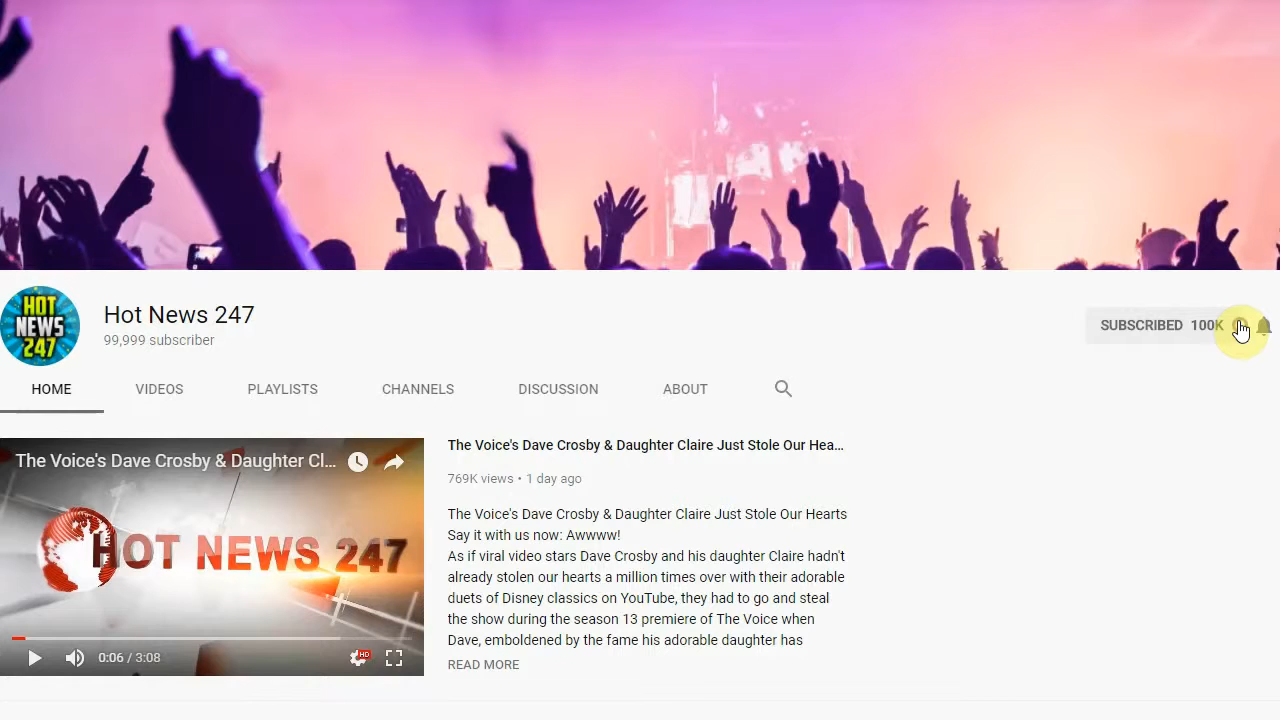 Hot News 247
99,999 subscriber
SUBSCRIBED 100K
HOT
NEWS
247
HOME VIDEOS PLAYLISTS CHANNELS DISCUSSION ABOUT
The Voice's Dave Crosby & Daughter Cl...
HOT NEWS 247
0:06 / 3:08
HD
The Voice's Dave Crosby & Daughter Claire Just Stole Our Hea...
769K views • 1 day ago
The Voice's Dave Crosby & Daughter Claire Just Stole Our Hearts
Say it with us now: Awwww!
As if viral video stars Dave Crosby and his daughter Claire hadn't
already stolen our hearts a million times over with their adorable
duets of Disney classics on YouTube, they had to go and steal
the show during the season 13 premiere of The Voice when
Dave, emboldened by the fame his adorable daughter has
READ MORE